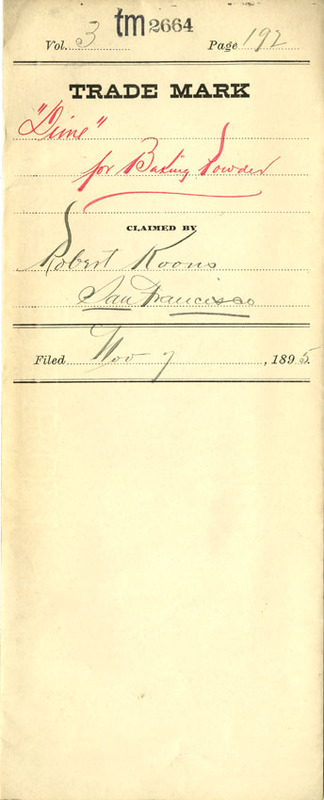 tm 2664
Vol. 3 Page 192
TRADE MARK
"Dime"
for Baking Powder
CLAIMED BY
Robert Koons
San Francisco
Filed Nov 7, 1895.